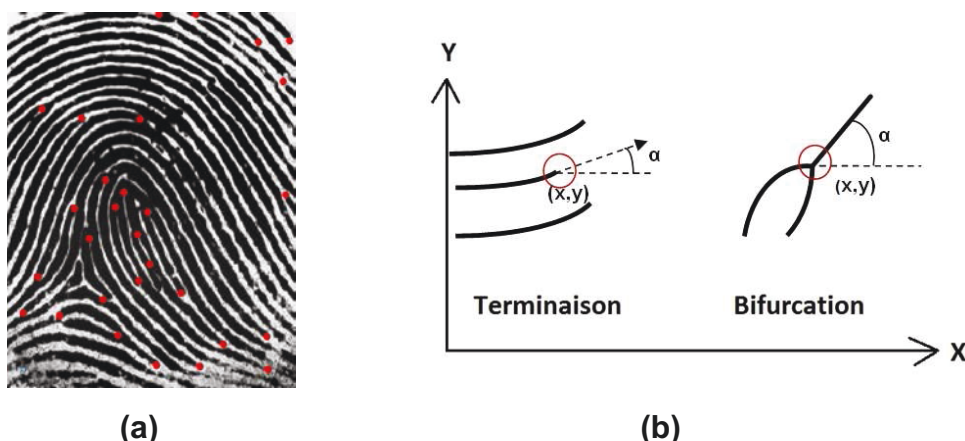 Y
α
α
(x,y)
(x,y)
Terminaison
Bifurcation
X
(a)
(b)